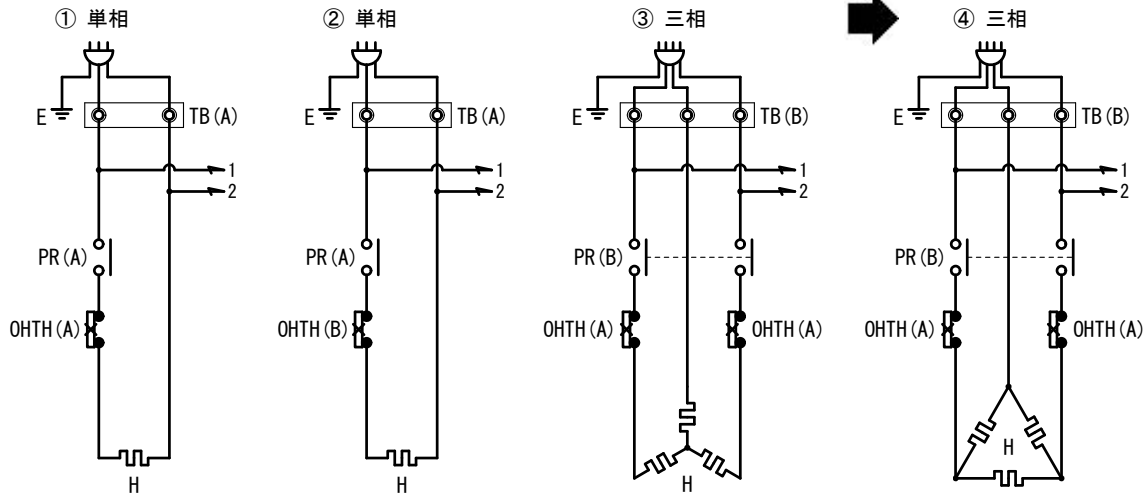 ① 単相
E
TB(A)
1
2
PR(A)
OHTH(A)
H
② 単相
E
TB(A)
1
2
PR(A)
OHTH(B)
H
③ 三相
E
TB(B)
1
2
PR(B)
OHTH(A) OHTH(A)
H
④ 三相
E
TB(B)
1
2
PR(B)
OHTH(A) OHTH(A)
H